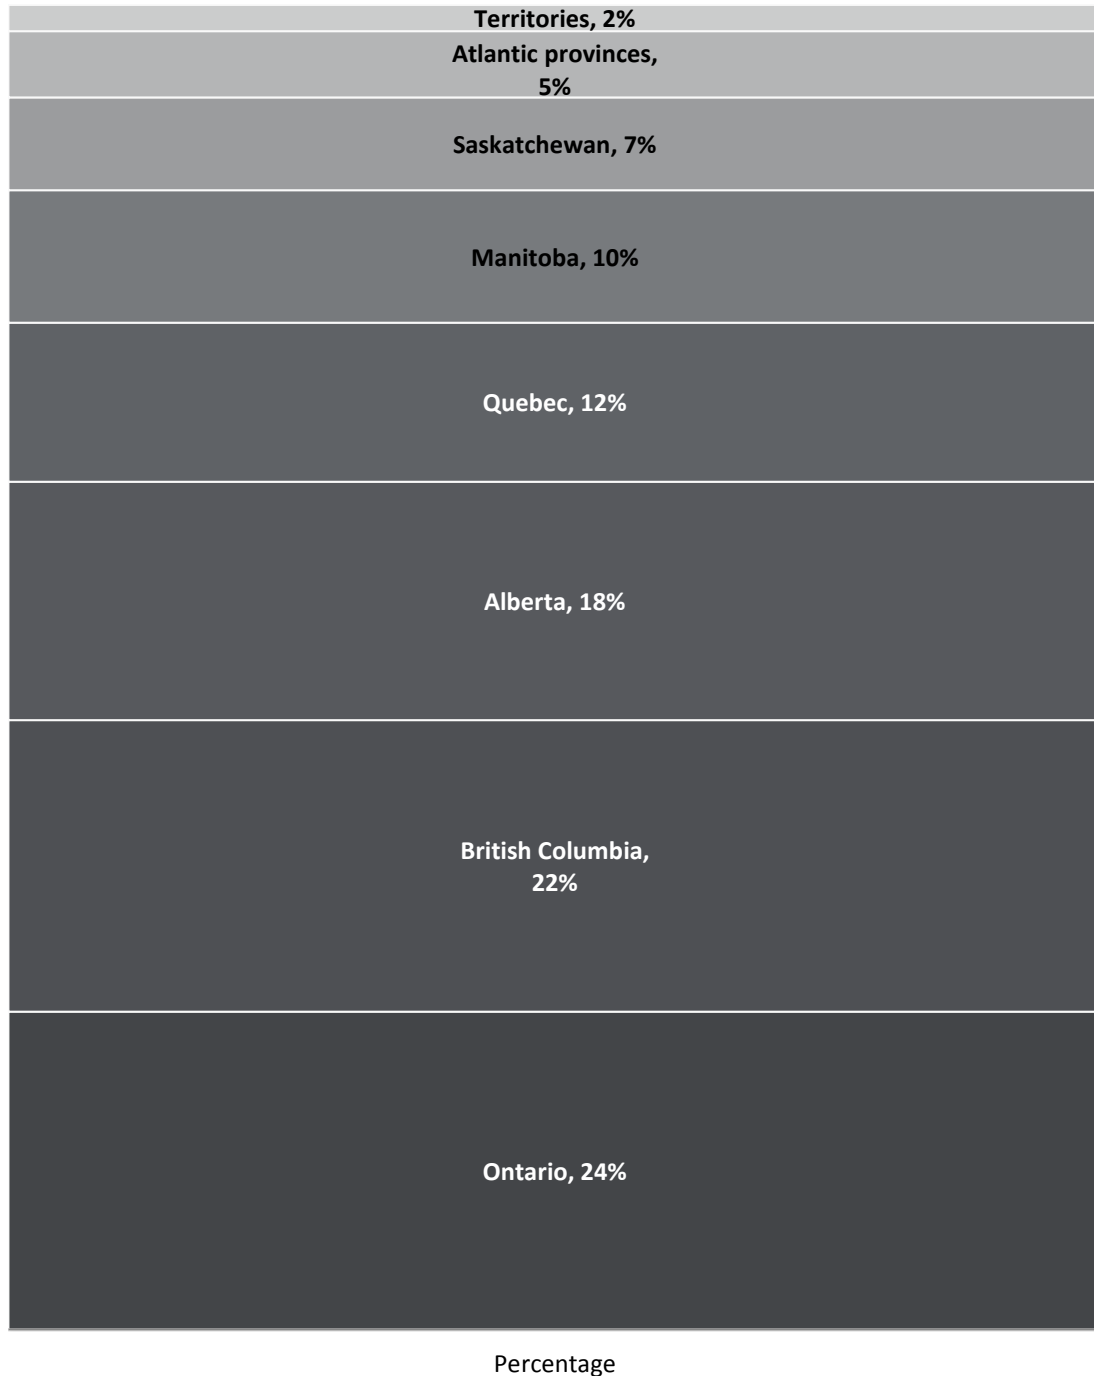 Territories, 2%
Atlantic provinces,
5%
Saskatchewan, 7%
Manitoba, 10%
Quebec, 12%
Alberta, 18%
British Columbia,
22%
Ontario, 24%
Percentage